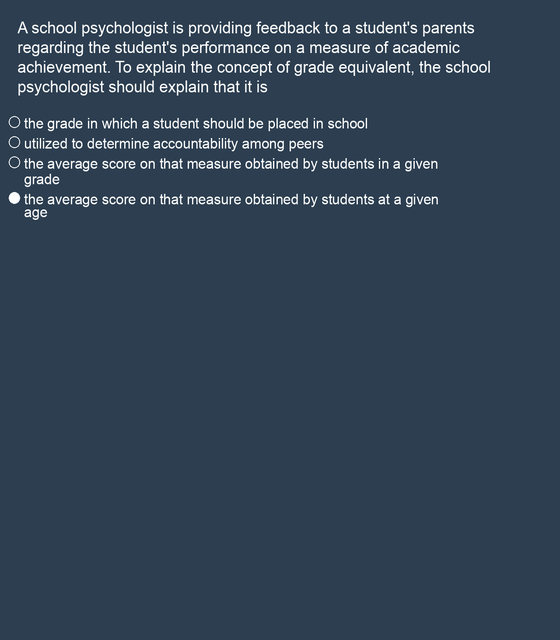 A school psychologist is providing feedback to a student's parents
regarding the student's performance on a measure of academic
achievement. To explain the concept of grade equivalent, the school
psychologist should explain that it is
the grade in which a student should be placed in school
utilized to determine accountability among peers
the average score on that measure obtained by students in a given
grade
the average score on that measure obtained by students at a given
age